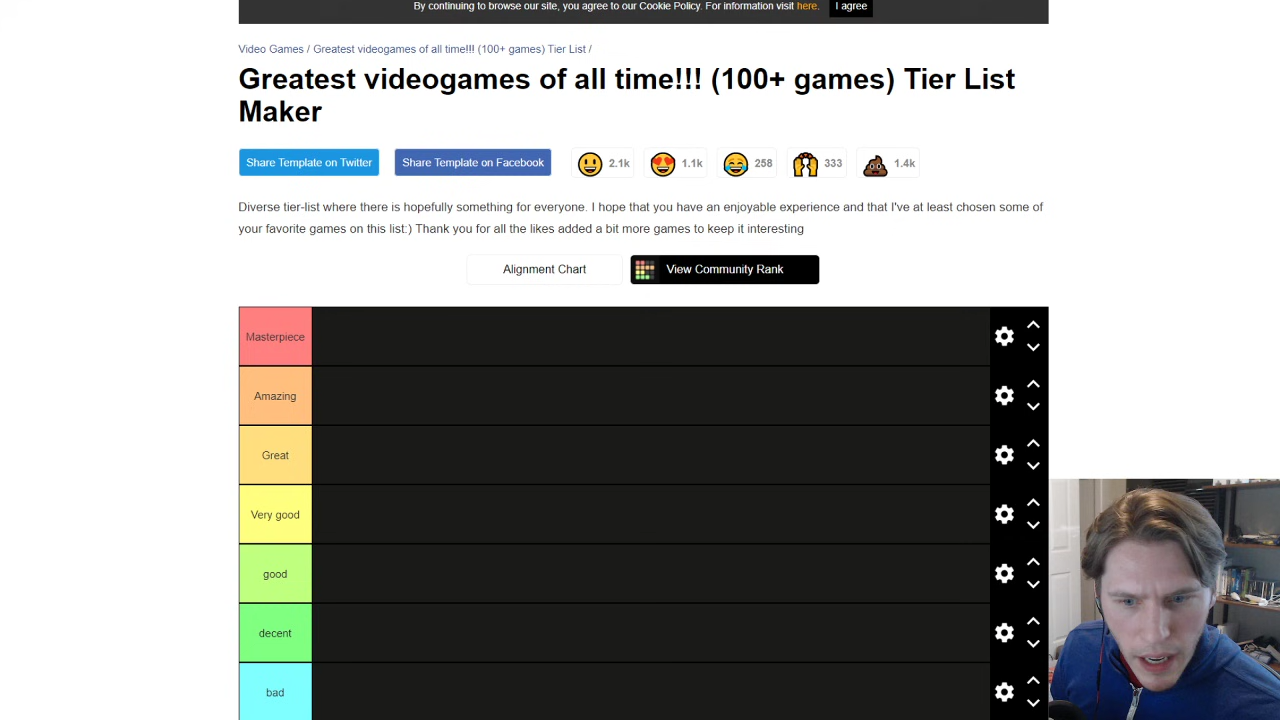 By continuing to browse our site, you agree to our Cookie Policy. For information visit here. I agree
Video Games / Greatest videogames of all time!!! (100+ games) Tier List /
Greatest videogames of all time!!! (100+ games) Tier List
Maker
Share Template on Twitter Share Template on Facebook 2.1k 1.1k 258 333 1.4k
Diverse tier-list where there is hopefully something for everyone. I hope that you have an enjoyable experience and that I've at least chosen some of
your favorite games on this list:) Thank you for all the likes added a bit more games to keep it interesting
Alignment Chart View Community Rank
Masterpiece
Amazing
Great
Very good
good
decent
bad